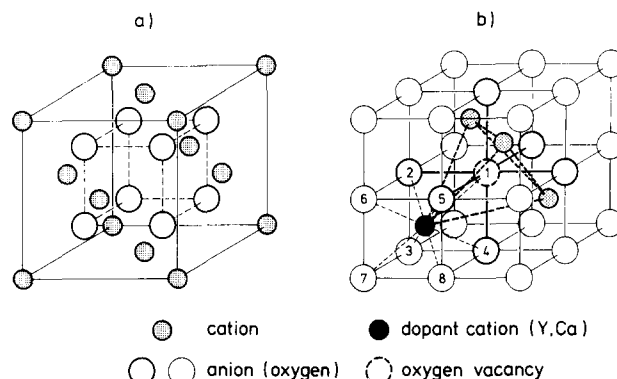 a)
b)
2
1
6
5
3
4
7
8
cation
dopant cation (Y,Ca)
anion (oxygen)
oxygen vacancy